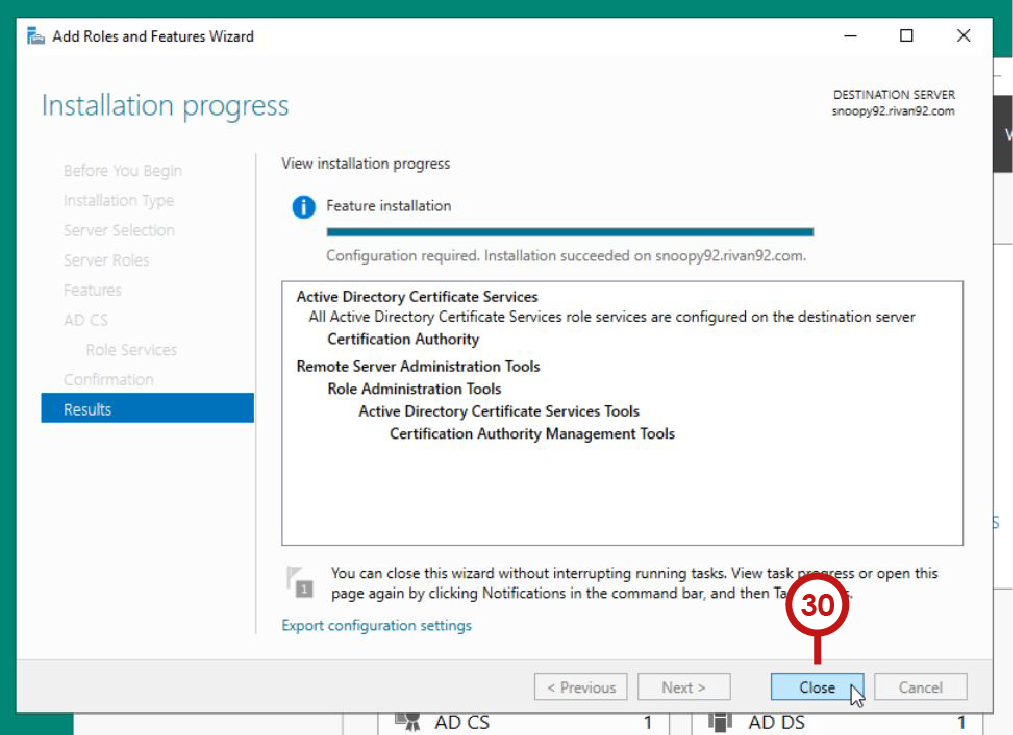 Add Roles and Features Wizard
Installation progress
DESTINATION SERVER
snoopy92.rivan92.com
Before You Begin
Installation Type
Server Selection
Server Roles
Features
AD CS
Role Services
Confirmation
Results
View installation progress
Feature installation
Configuration required. Installation succeeded on snoopy92.rivan92.com.
Active Directory Certificate Services
All Active Directory Certificate Services role services are configured on the destination server
Certification Authority
Remote Server Administration Tools
Role Administration Tools
Active Directory Certificate Services Tools
Certification Authority Management Tools
1
You can close this wizard without interrupting running tasks. View task progress or open this
page again by clicking Notifications in the command bar, and then
Export configuration settings
30
< Previous
Next >
Close
Cancel
AD CS
1
AD DS
1